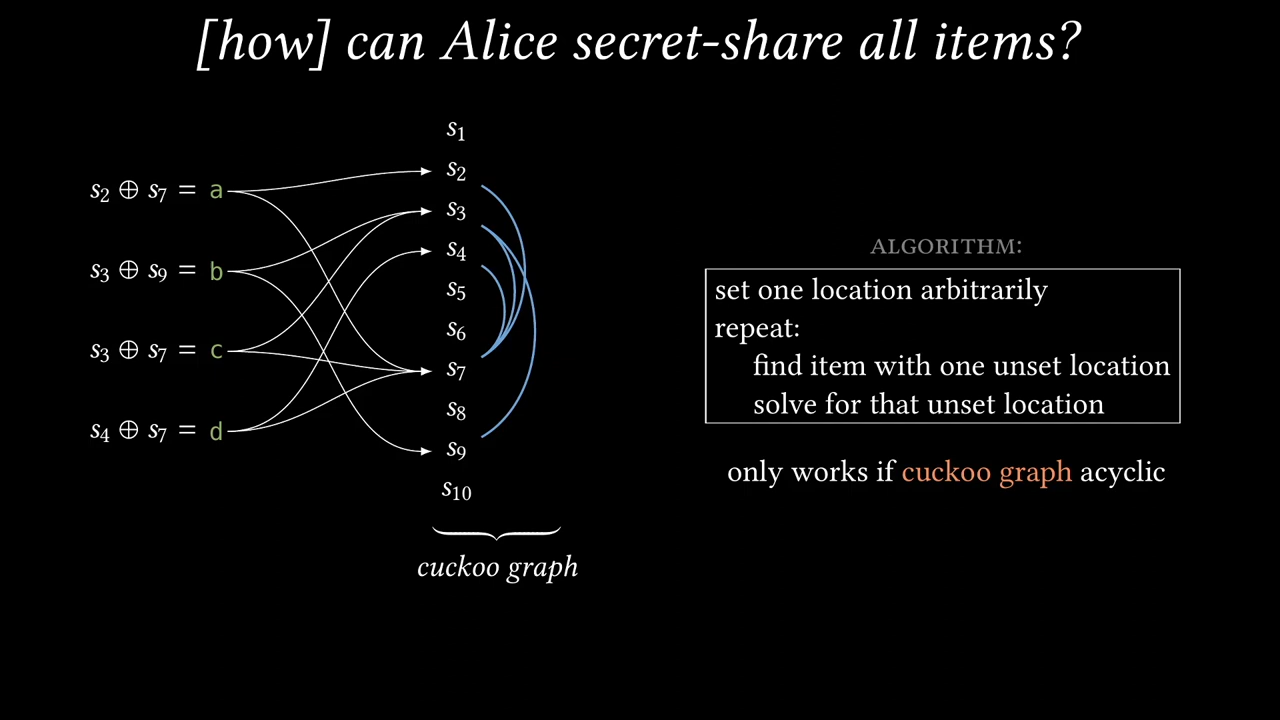 [how] can Alice secret-share all items?
s₂ ⊕ s₇ = a
s₃ ⊕ s₉ = b
s₃ ⊕ s₇ = c
s₄ ⊕ s₇ = d
s₁
s₂
s₃
s₄
s₅
s₆
s₇
s₈
s₉
s₁₀
cuckoo graph
ALGORITHM:
set one location arbitrarily
repeat:
find item with one unset location
solve for that unset location
only works if cuckoo graph acyclic